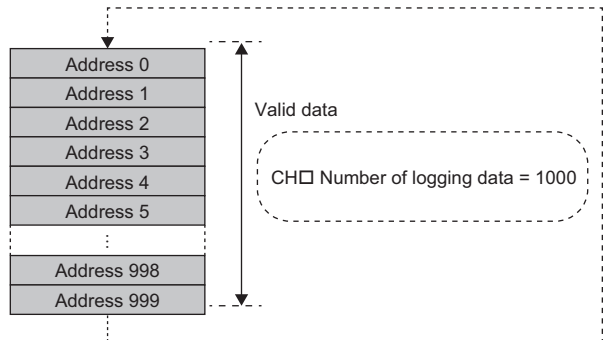 Address 0
Address 1
Address 2
Address 3
Address 4
Address 5
⋮
Address 998
Address 999
Valid data
CH□ Number of logging data = 1000